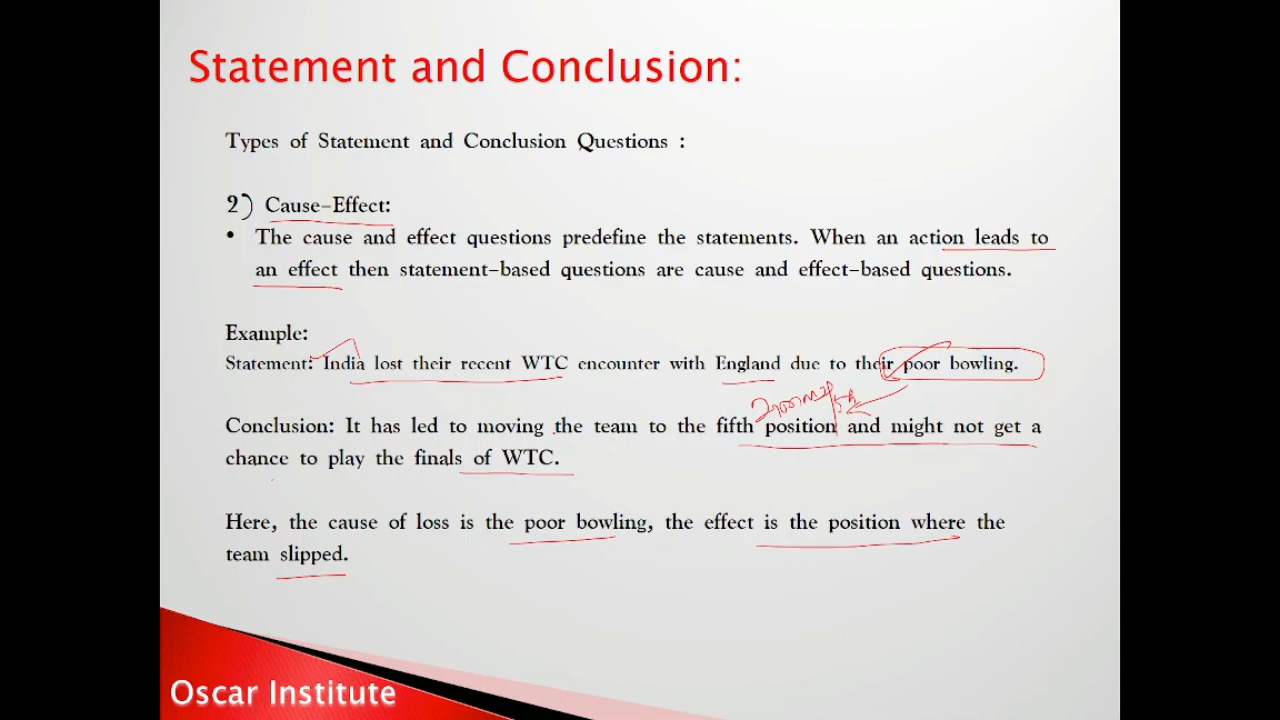 Statement and Conclusion:
Types of Statement and Conclusion Questions :
2) Cause-Effect:
• The cause and effect questions predefine the statements. When an action leads to
an effect then statement-based questions are cause and effect-based questions.
Example:
Statement: India lost their recent WTC encounter with England due to their poor bowling.
Conclusion: It has led to moving the team to the fifth position and might not get a
chance to play the finals of WTC.
Here, the cause of loss is the poor bowling, the effect is the position where the
team slipped.
Oscar Institute